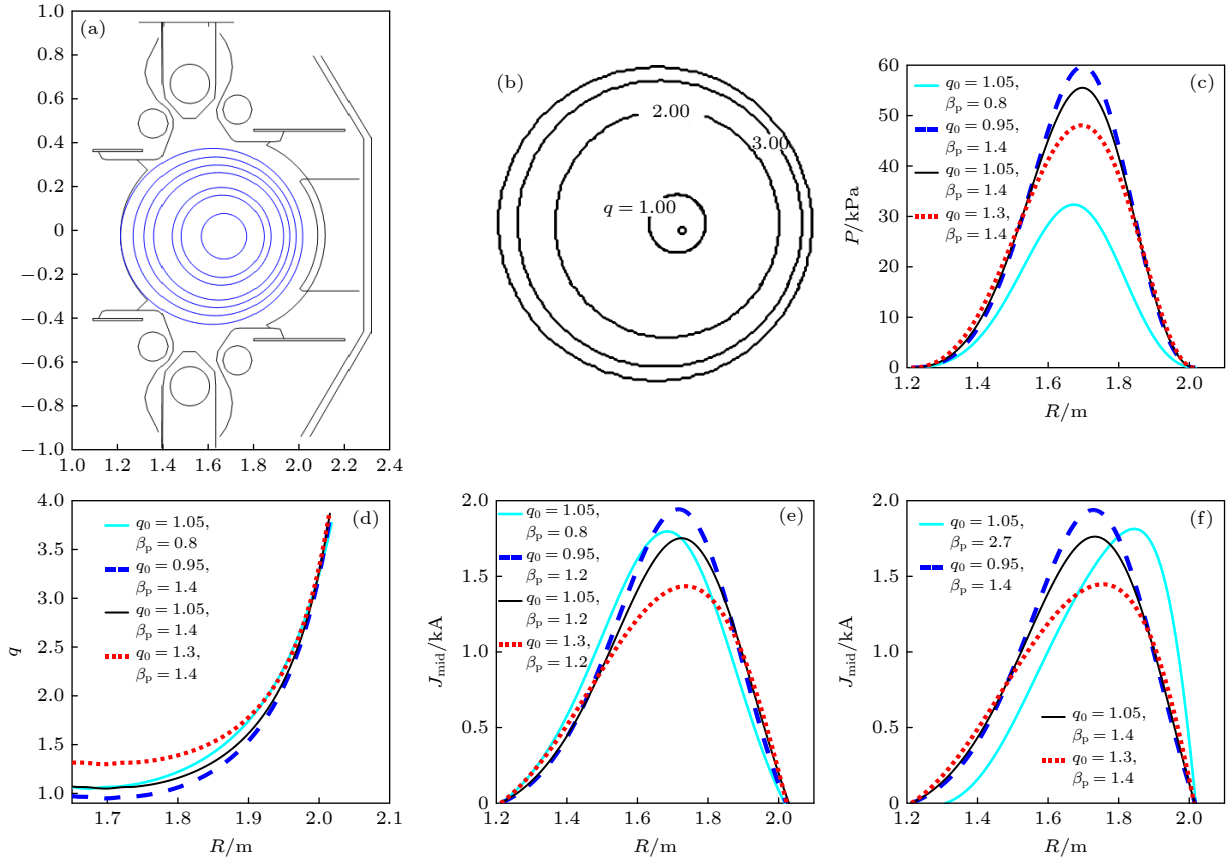 (a)
1.0
0.8
0.6
0.4
0.2
0
−0.2
−0.4
−0.6
−0.8
−1.0
1.0 1.2 1.4 1.6 1.8 2.0 2.2 2.4
(b)
2.00
3.00
q = 1.00
(c)
60
50
40
30
20
10
0
P/kPa
q₀ = 1.05,
βₚ = 0.8
q₀ = 0.95,
βₚ = 1.4
q₀ = 1.05,
βₚ = 1.4
q₀ = 1.3,
βₚ = 1.4
1.2 1.4 1.6 1.8 2.0
R/m
(d)
4.0
3.5
3.0
2.5
2.0
1.5
1.0
q
q₀ = 1.05,
βₚ = 0.8
q₀ = 0.95,
βₚ = 1.4
q₀ = 1.05,
βₚ = 1.4
q₀ = 1.3,
βₚ = 1.4
1.7 1.8 1.9 2.0 2.1
R/m
(e)
2.0
1.5
1.0
0.5
0
J_mid/kA
q₀ = 1.05,
βₚ = 0.8
q₀ = 0.95,
βₚ = 1.2
q₀ = 1.05,
βₚ = 1.2
q₀ = 1.3,
βₚ = 1.2
1.2 1.4 1.6 1.8 2.0
R/m
(f)
2.0
1.5
1.0
0.5
0
J_mid/kA
q₀ = 1.05,
βₚ = 2.7
q₀ = 0.95,
βₚ = 1.4
q₀ = 1.05,
βₚ = 1.4
q₀ = 1.3,
βₚ = 1.4
1.2 1.4 1.6 1.8 2.0
R/m